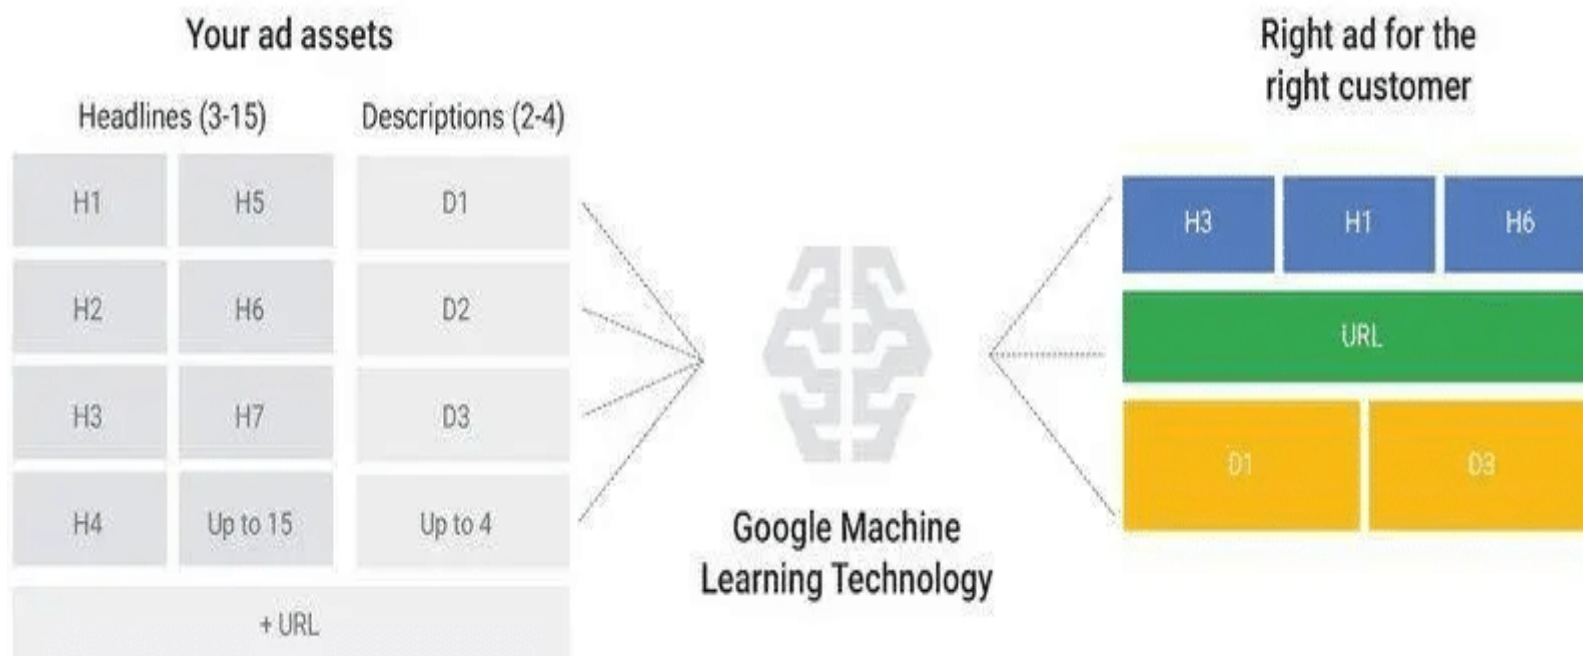 Your ad assets
Headlines (3-15)
Descriptions (2-4)
H1
H5
D1
H2
H6
D2
H3
H7
D3
H4
Up to 15
Up to 4
+ URL
Google Machine
Learning Technology
Right ad for the
right customer
H3
H1
H6
URL
D1
D3